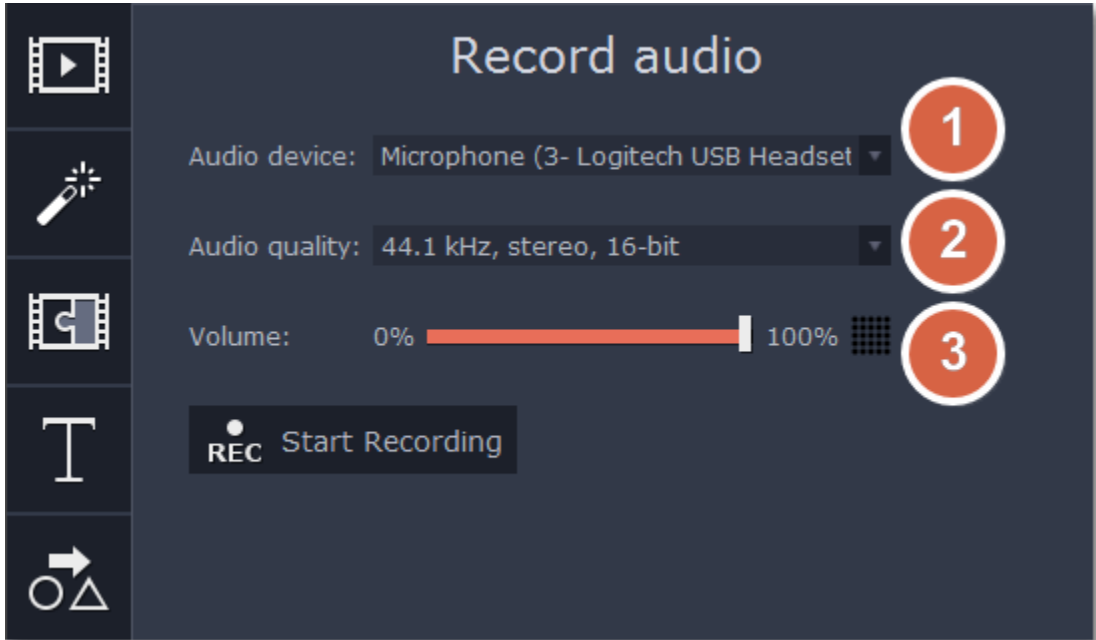 Record audio
1
Audio device: Microphone (3- Logitech USB Headset
2
Audio quality: 44.1 kHz, stereo, 16-bit
Volume: 0% 100%
3
REC Start Recording
T